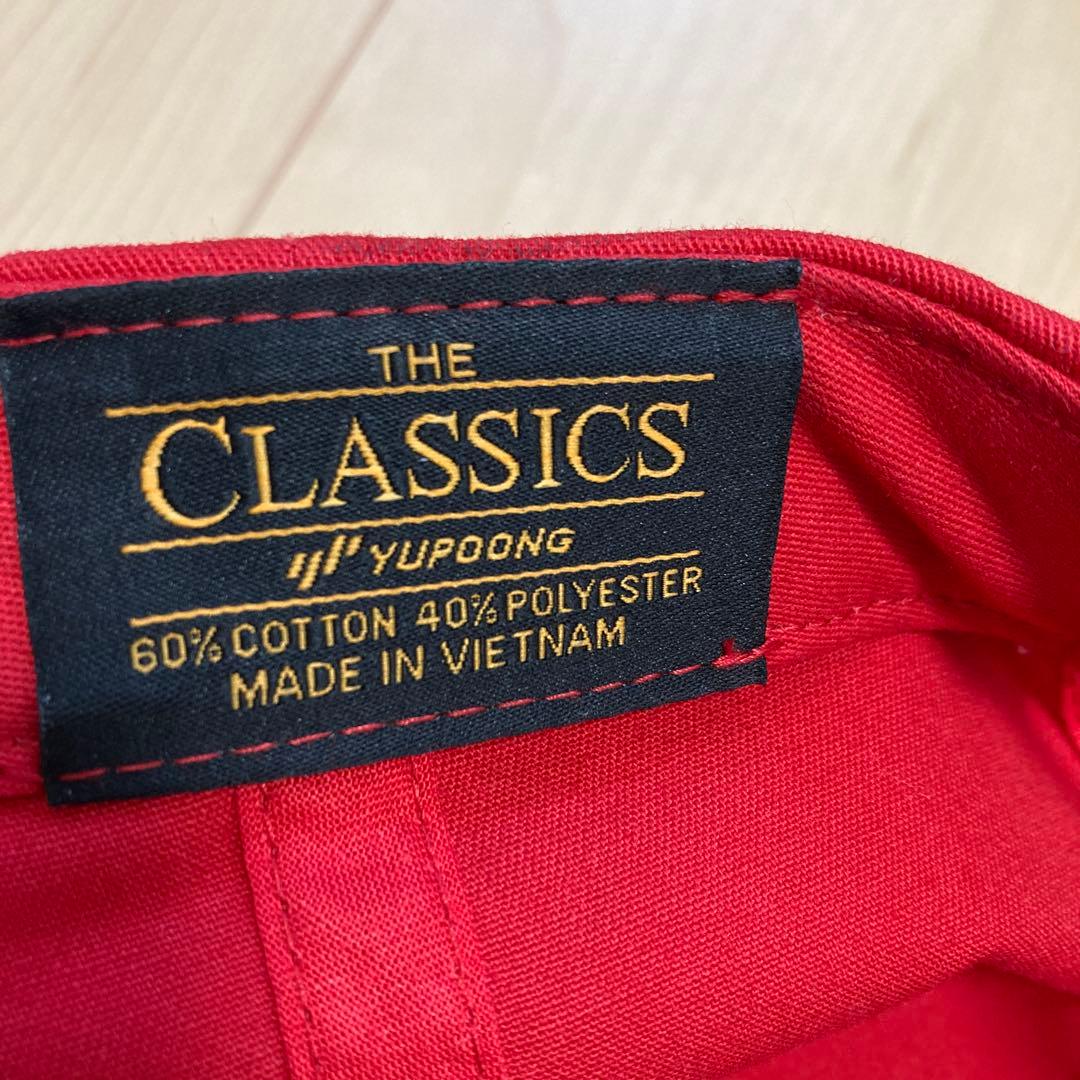 THE
CLASSICS
YUPOONG
60% COTTON 40% POLYESTER
MADE IN VIETNAM